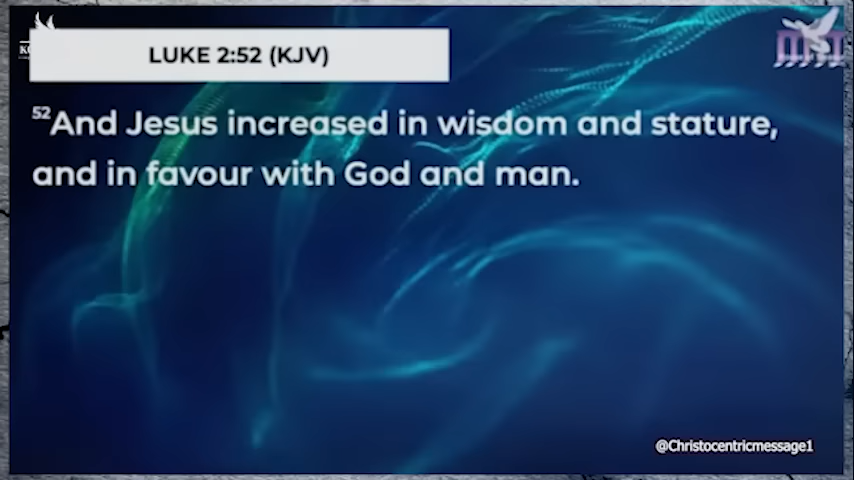 LUKE 2:52 (KJV)
52And Jesus increased in wisdom and stature,
and in favour with God and man.
@Christocentricmessage1